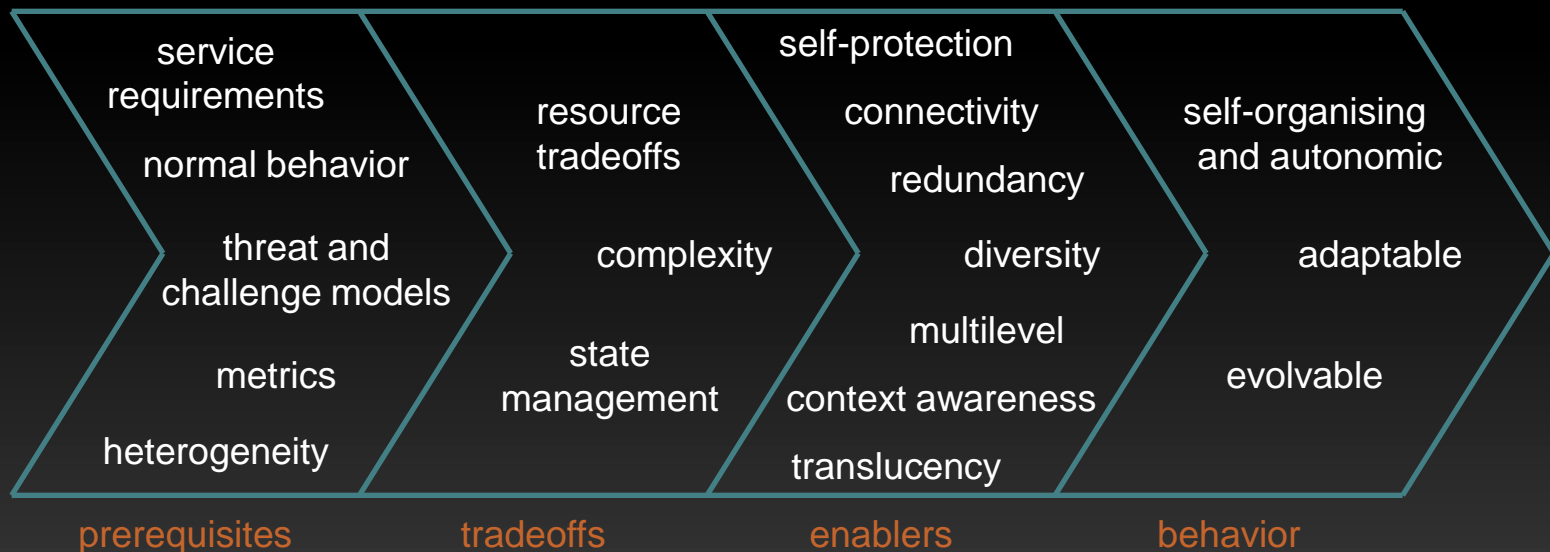 service
requirements
normal behavior
threat and
challenge models
metrics
heterogeneity
resource
tradeoffs
complexity
state
management
self-protection
connectivity
redundancy
diversity
multilevel
context awareness
translucency
self-organising
and autonomic
adaptable
evolvable
prerequisites
tradeoffs
enablers
behavior